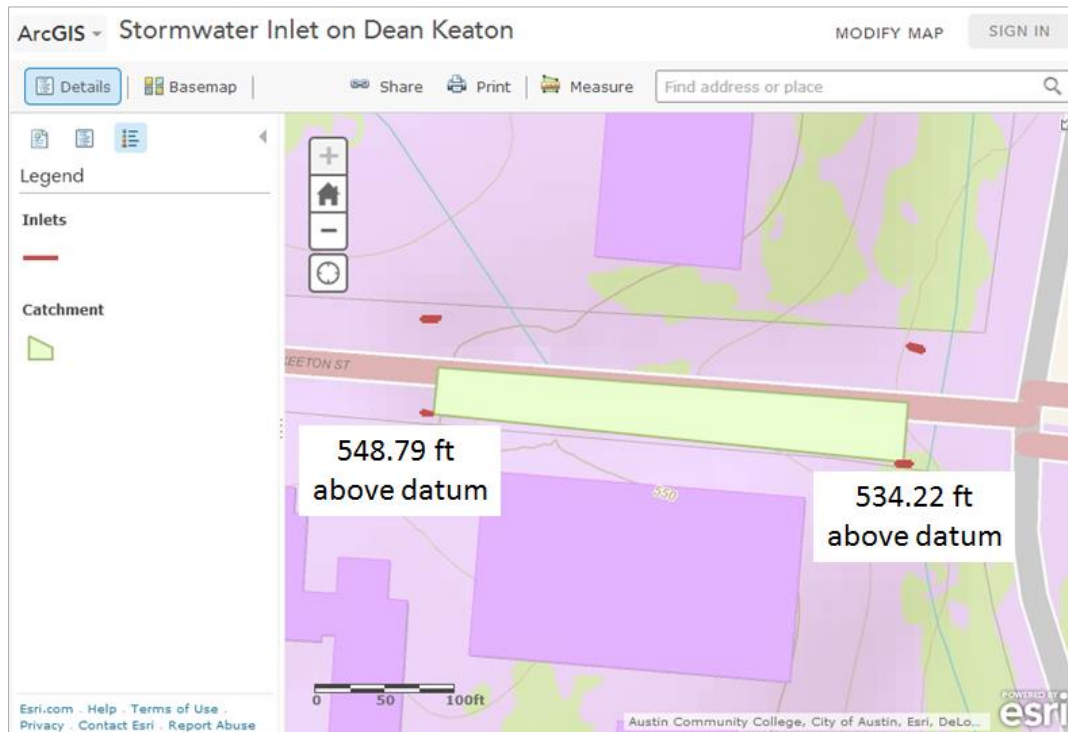 ArcGIS
Stormwater Inlet on Dean Keaton
MODIFY MAP
SIGN IN
Details
Basemap
Share
Print
Measure
Find address or place
Legend
Inlets
Catchment
KEETON ST
548.79 ft
above datum
550
534.22 ft
above datum
0 50 100ft
Esri.com . Help . Terms of Use .
Privacy . Contact Esri . Report Abuse
Austin Community College, City of Austin, Esri, DeLo...
POWERED BY
esri